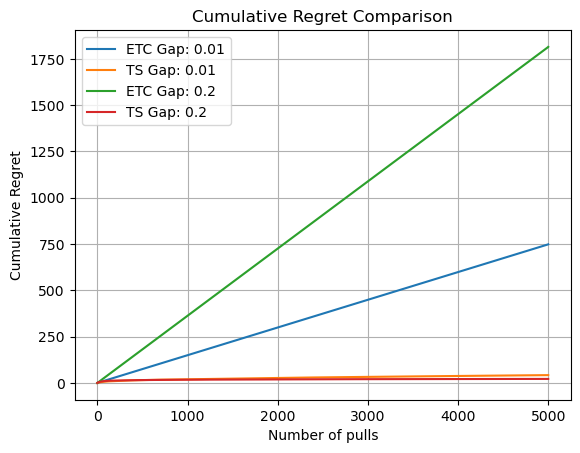 Cumulative Regret Comparison
ETC Gap: 0.01
TS Gap: 0.01
ETC Gap: 0.2
TS Gap: 0.2
Cumulative Regret
1750
1500
1250
1000
750
500
250
0
0 1000 2000 3000 4000 5000
Number of pulls